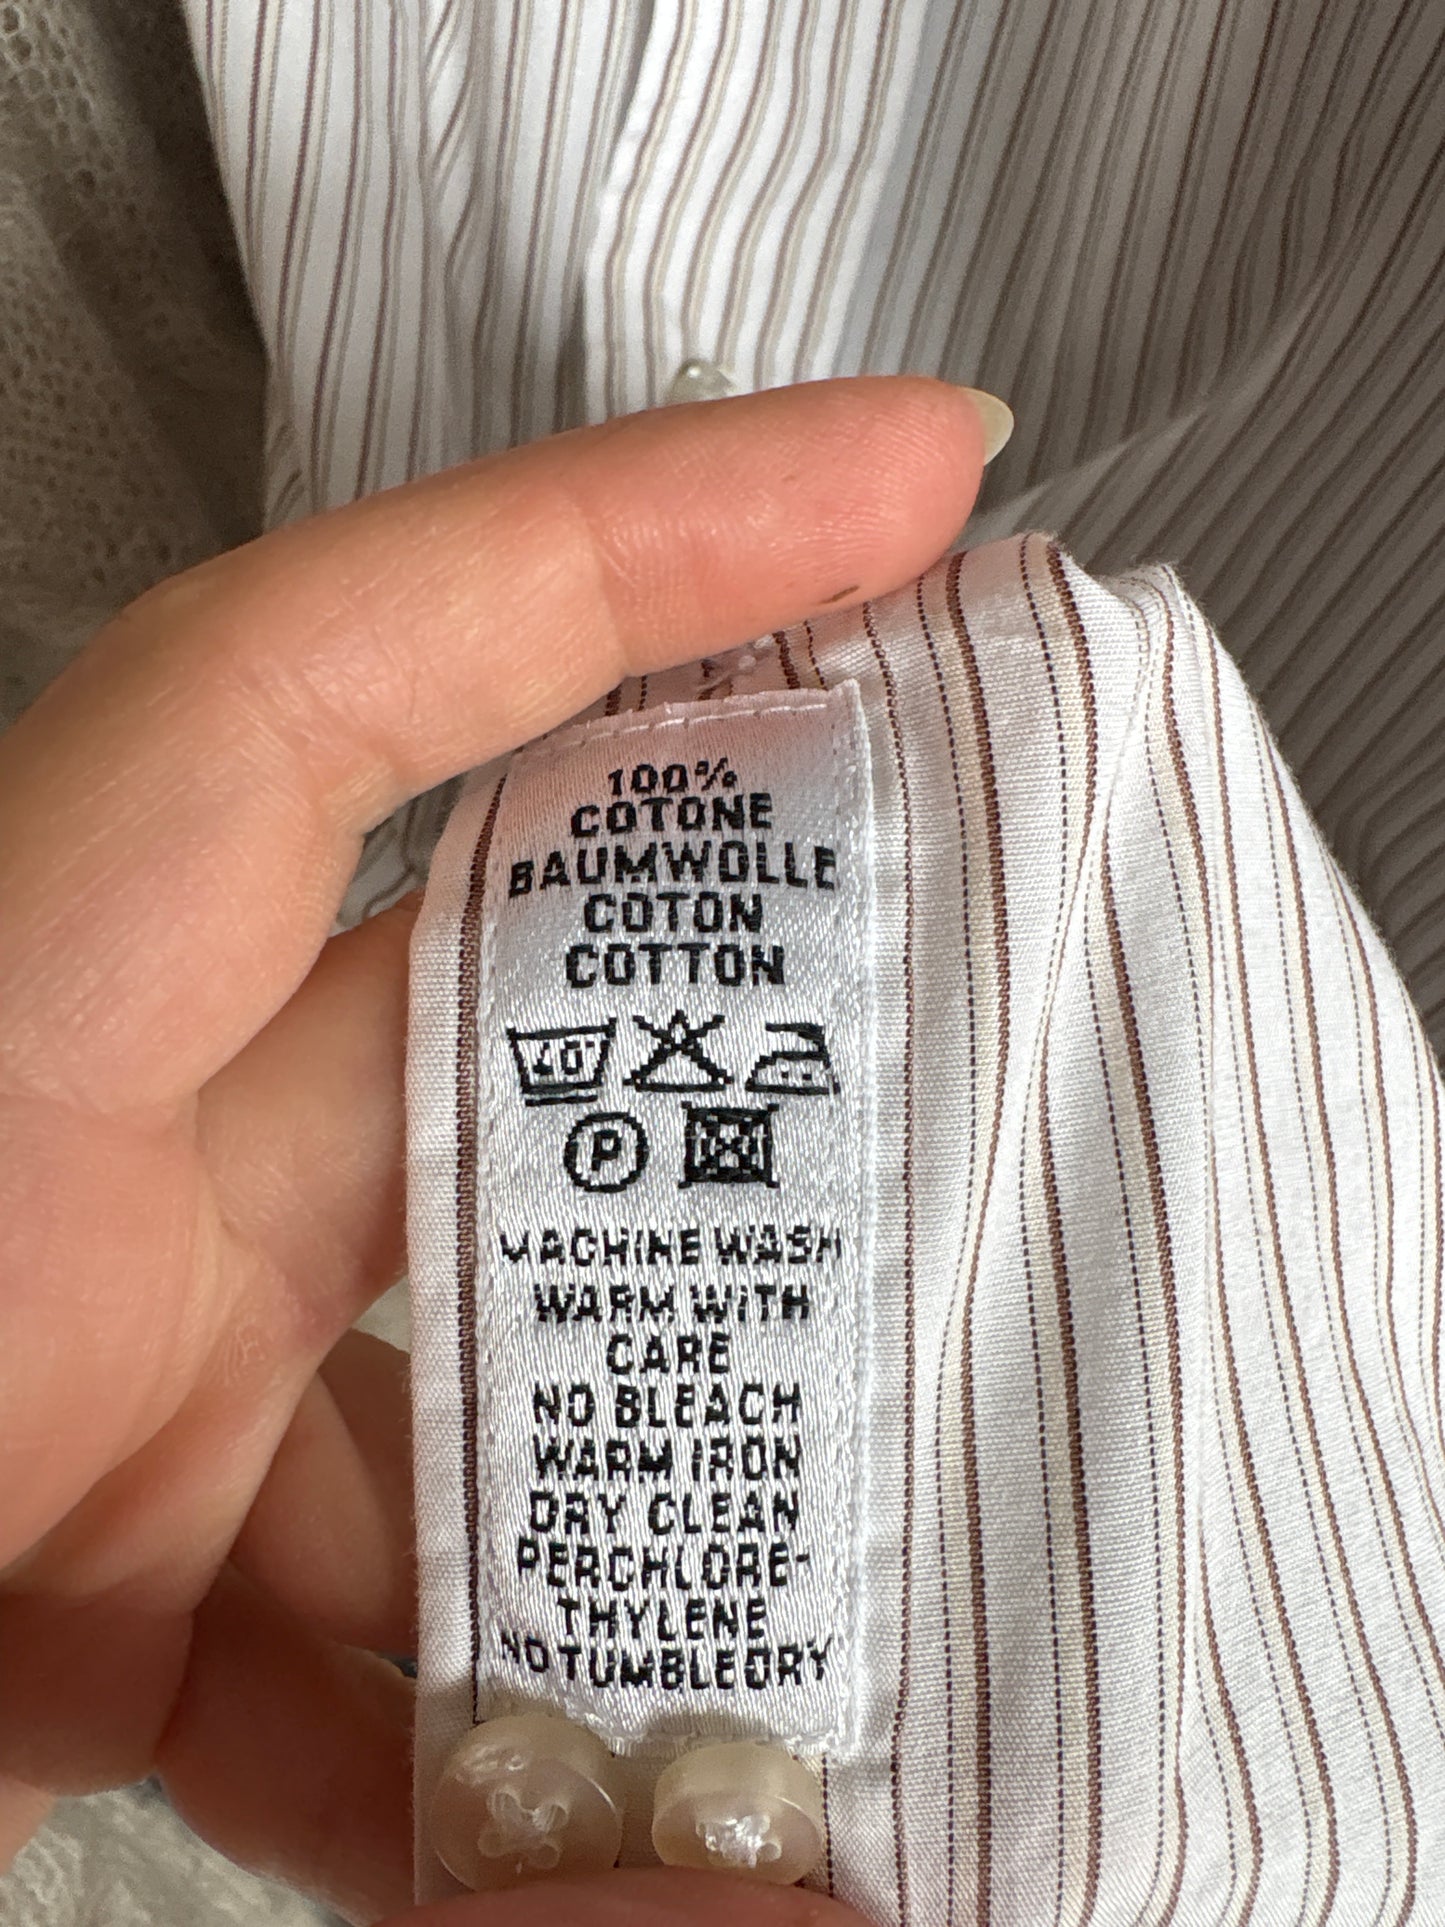 100%
COTONE
BAUMWOLLE
COTON
COTTON
40°
P
MACHINE WASH
WARM WITH
CARE
NO BLEACH
WARM IRON
DRY CLEAN
PERCHLORE-
THYLENE
NO TUMBLE DRY